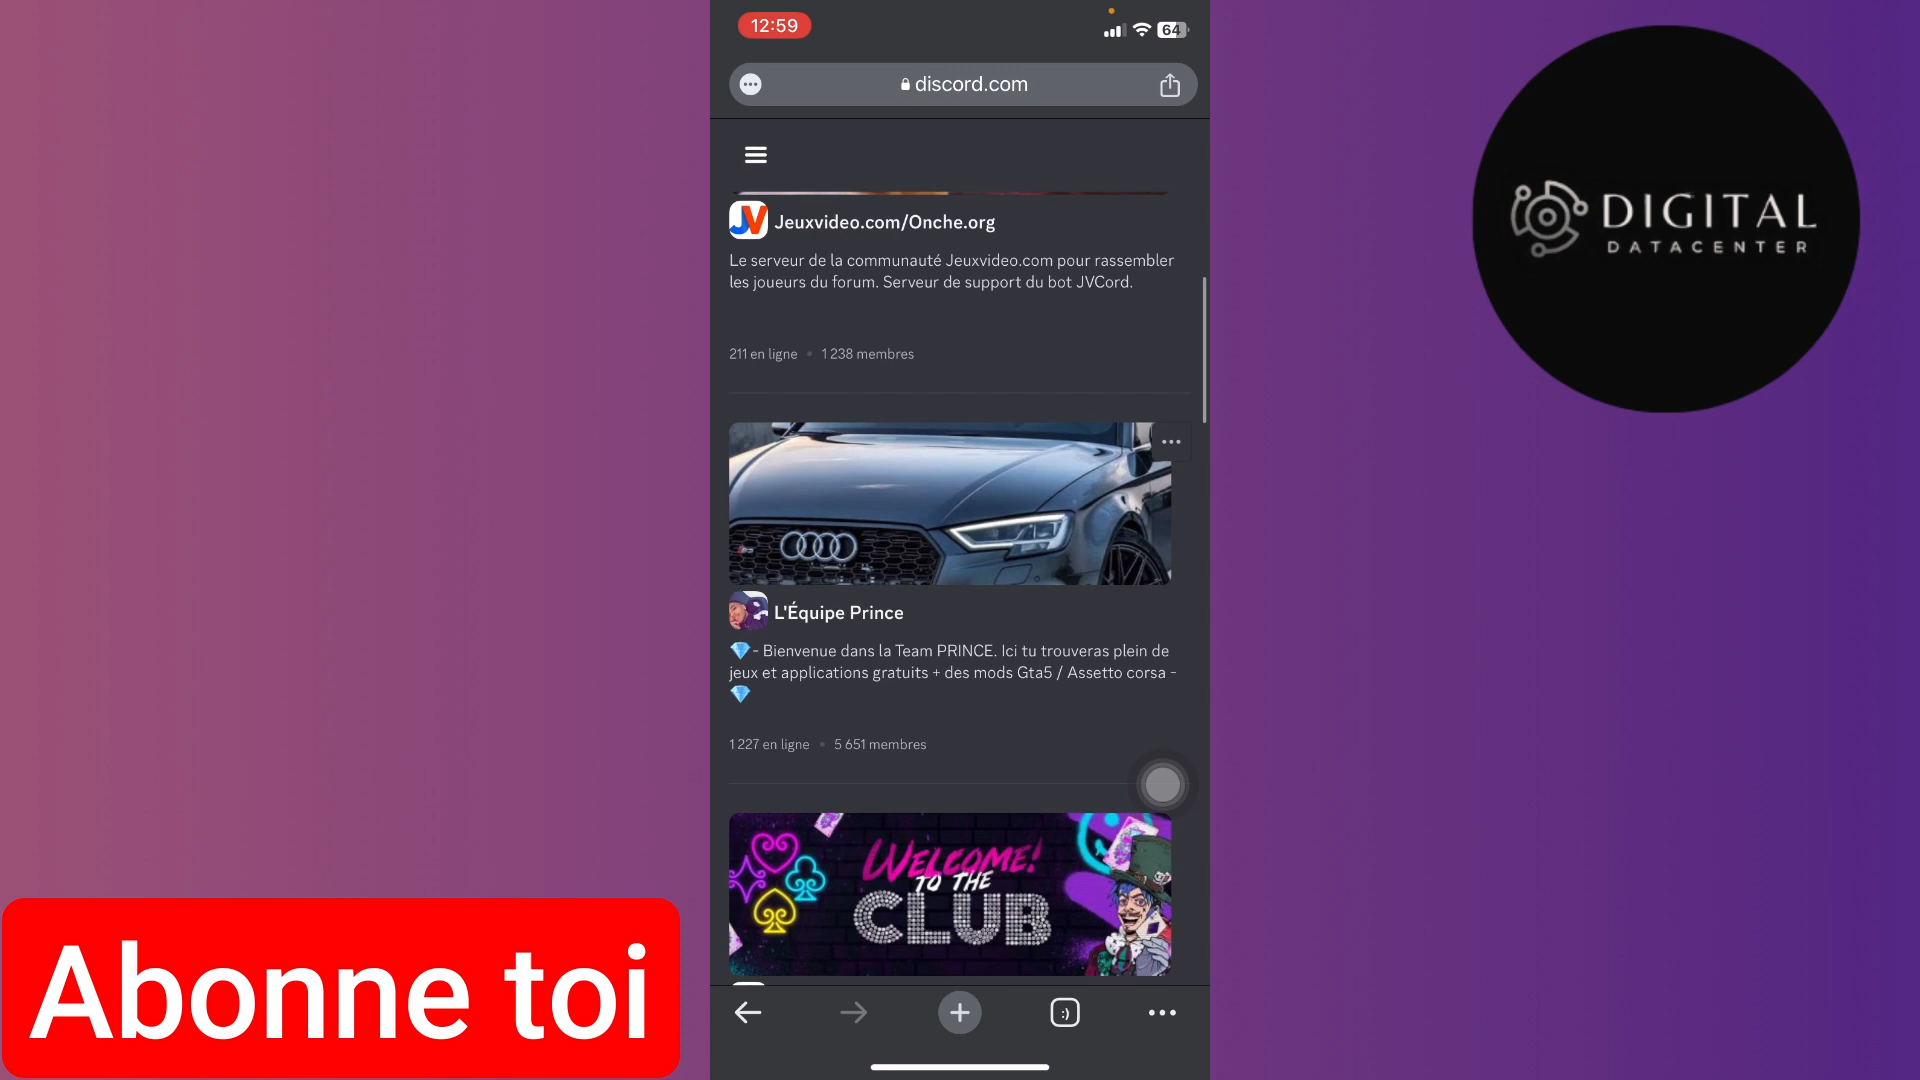 12:59
64
discord.com
JV Jeuxvideo.com/Onche.org
Le serveur de la communauté Jeuxvideo.com pour rassembler
les joueurs du forum. Serveur de support du bot JVCord.
211 en ligne • 1 238 membres
L'Équipe Prince
💎- Bienvenue dans la Team PRINCE. Ici tu trouveras plein de
jeux et applications gratuits + des mods Gta5 / Assetto corsa -
💎
1 227 en ligne • 5 651 membres
WELCOME!
TO THE
CLUB
:)
DIGITAL
DATACENTER
Abonne toi